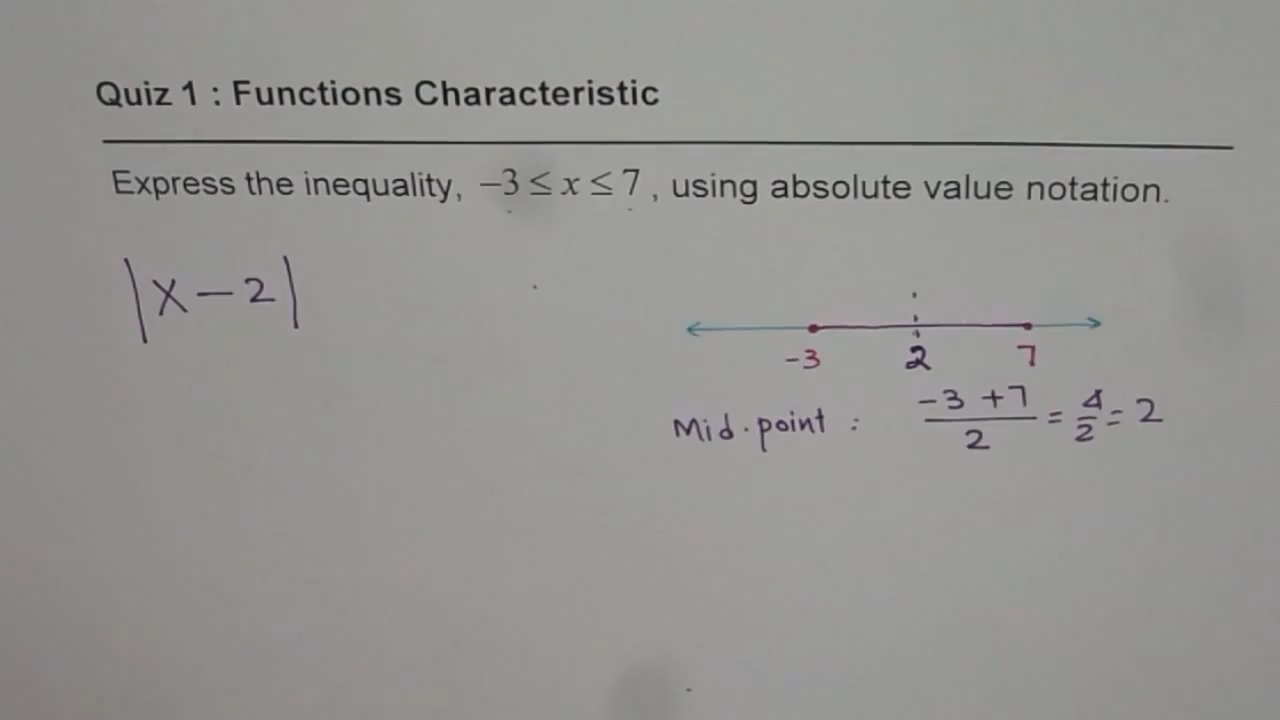 Quiz 1 : Functions Characteristic
Express the inequality, −3 ≤ x ≤ 7 , using absolute value notation.
|x − 2|
-3 2 7
Mid-point : -3 +7 / 2 = 4/2 = 2